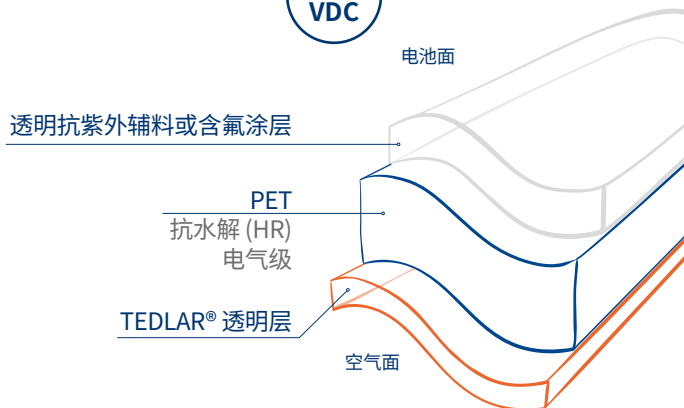 VDC
电池面
透明抗紫外辅料或含氟涂层
PET
抗水解 (HR)
电气级
TEDLAR® 透明层
空气面